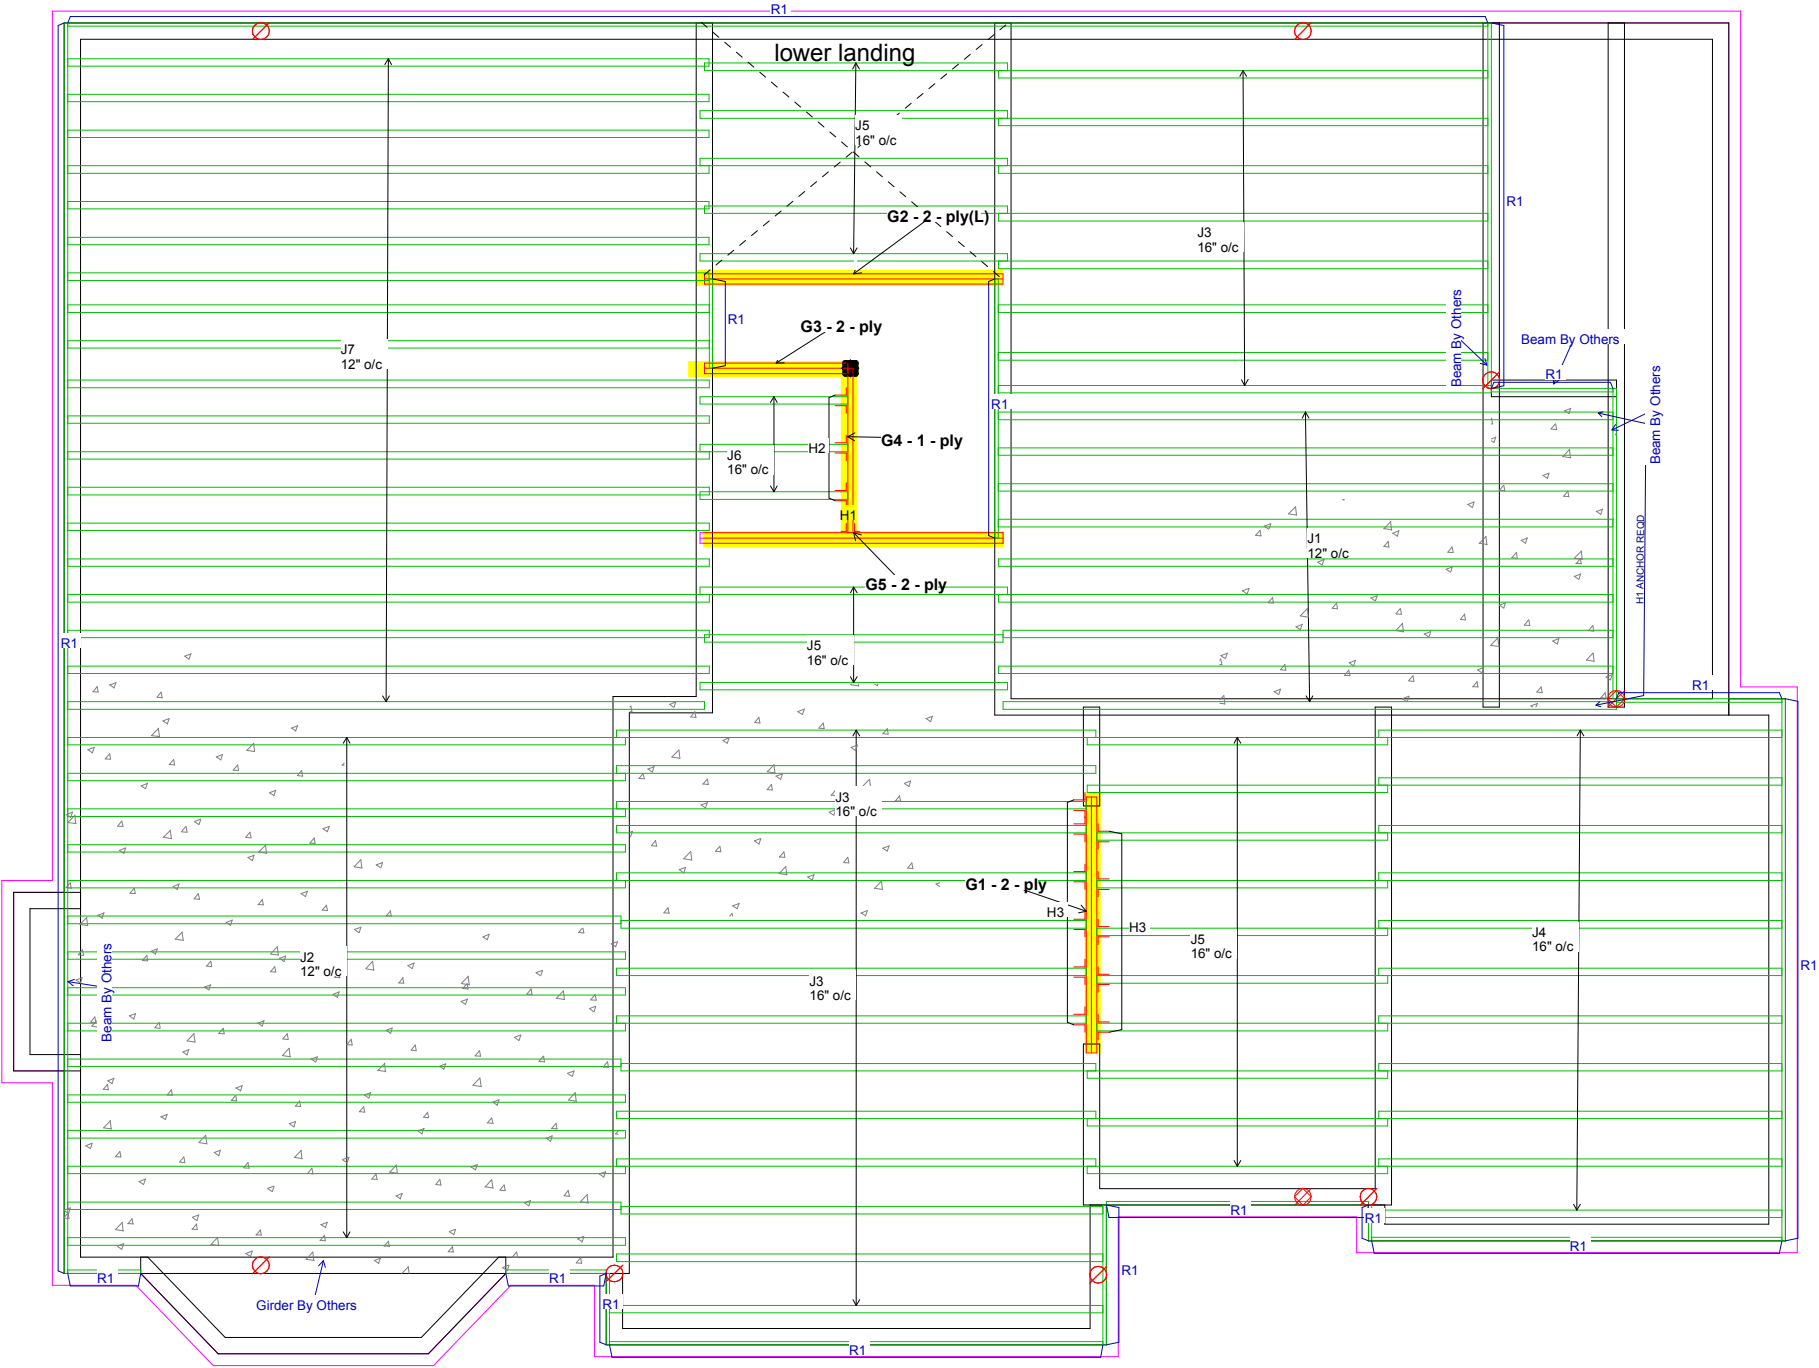 R1
lower landing
J5
16" o/c
G2 - 2 - ply(L)
R1
J3
16" o/c
R1
G3 - 2 - ply
J7
12" o/c
Beam By Others
Beam By Others
R1
Beam By Others
R1
G4 - 1 - ply
H2
J6
16" o/c
H1
G5 - 2 - ply
J1
12" o/c
H1 ANCHOR REQD
R1
J5
16" o/c
R1
J3
16" o/c
G1 - 2 - ply
H3
H3
J5
16" o/c
J4
16" o/c
J2
12" o/c
Beam By Others
J3
16" o/c
R1
R1
R1
R1
R1
R1
R1
Girder By Others
R1
R1